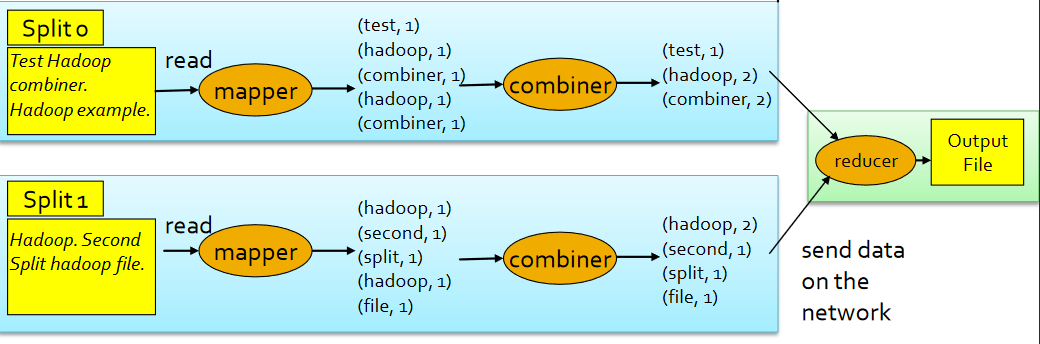 Split 0
Test Hadoop
combiner.
Hadoop example.
read
mapper
(test, 1)
(hadoop, 1)
(combiner, 1)
(hadoop, 1)
(combiner, 1)
combiner
(test, 1)
(hadoop, 2)
(combiner, 2)
Split 1
Hadoop. Second
Split hadoop file.
read
mapper
(hadoop, 1)
(second, 1)
(split, 1)
(hadoop, 1)
(file, 1)
combiner
(hadoop, 2)
(second, 1)
(split, 1)
(file, 1)
reducer
Output
File
send data
on the
network